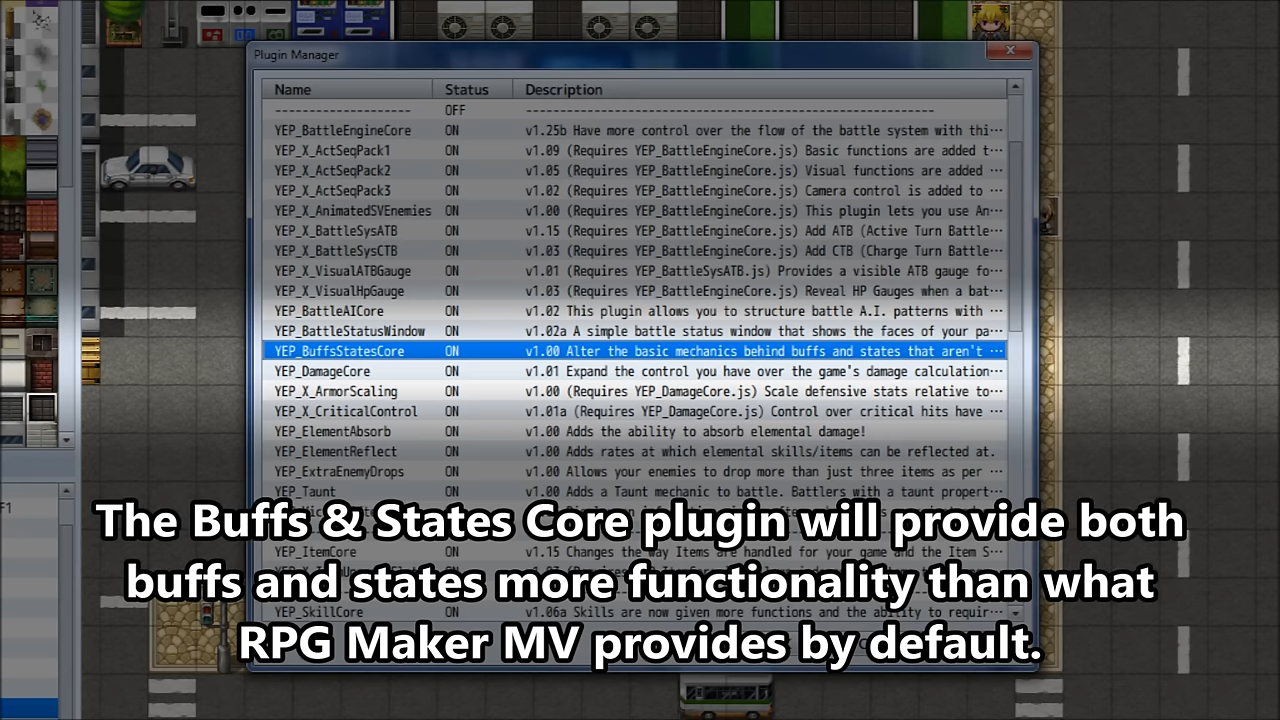 Plugin Manager
Name Status Description
-------------------- OFF ------------------------------------------------------------
YEP_BattleEngineCore ON v1.25b Have more control over the flow of the battle system with thi⋯
YEP_X_ActSeqPack1 ON v1.09 (Requires YEP_BattleEngineCore.js) Basic functions are added t⋯
YEP_X_ActSeqPack2 ON v1.05 (Requires YEP_BattleEngineCore.js) Visual functions are added ⋯
YEP_X_ActSeqPack3 ON v1.02 (Requires YEP_BattleEngineCore.js) Camera control is added to ⋯
YEP_X_AnimatedSVEnemies ON v1.00 (Requires YEP_BattleEngineCore.js) This plugin lets you use An⋯
YEP_X_BattleSysATB ON v1.15 (Requires YEP_BattleEngineCore.js) Add ATB (Active Turn Battle⋯
YEP_X_BattleSysCTB ON v1.03 (Requires YEP_BattleEngineCore.js) Add CTB (Charge Turn Battle⋯
YEP_X_VisualATBGauge ON v1.01 (Requires YEP_BattleSysATB.js) Provides a visible ATB gauge fo⋯
YEP_X_VisualHpGauge ON v1.03 (Requires YEP_BattleEngineCore.js) Reveal HP Gauges when a bat⋯
YEP_BattleAICore ON v1.02 This plugin allows you to structure battle A.I. patterns with ⋯
YEP_BattleStatusWindow ON v1.02a A simple battle status window that shows the faces of your pa⋯
YEP_BuffsStatesCore ON v1.00 Alter the basic mechanics behind buffs and states that aren't ⋯
YEP_DamageCore ON v1.01 Expand the control you have over the game's damage calculation⋯
YEP_X_ArmorScaling ON v1.00 (Requires YEP_DamageCore.js) Scale defensive stats relative to⋯
YEP_X_CriticalControl ON v1.01a (Requires YEP_DamageCore.js) Control over critical hits have ⋯
YEP_ElementAbsorb ON v1.00 Adds the ability to absorb elemental damage!
YEP_ElementReflect ON v1.00 Adds rates at which elemental skills/items can be reflected at.
YEP_ExtraEnemyDrops ON v1.00 Allows your enemies to drop more than just three items as per ⋯
YEP_Taunt ON v1.00 Adds a Taunt mechanic to battle. Battlers with a taunt propert⋯
YEP_ItemCore ON v1.15 Changes the way Items are handled for your game and the Item S⋯
YEP_SkillCore ON v1.06a Skills are now given more functions and the ability to requir⋯
F1
The Buffs & States Core plugin will provide both
buffs and states more functionality than what
RPG Maker MV provides by default.